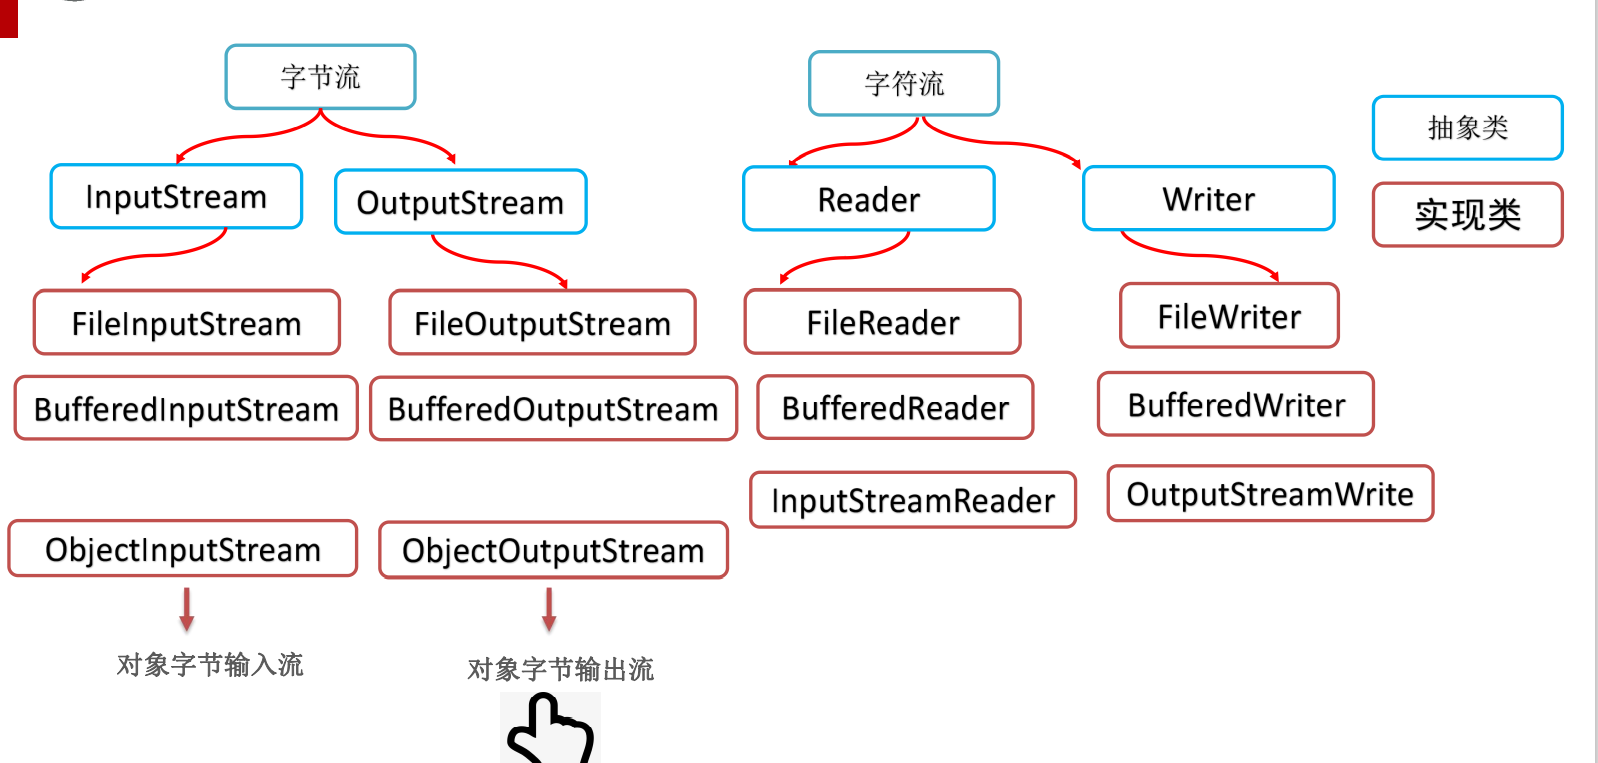 字节流
字符流
抽象类
InputStream
OutputStream
Reader
Writer
实现类
FileInputStream
FileOutputStream
FileReader
FileWriter
BufferedInputStream
BufferedOutputStream
BufferedReader
BufferedWriter
InputStreamReader
OutputStreamWrite
ObjectInputStream
ObjectOutputStream
对象字节输入流
对象字节输出流